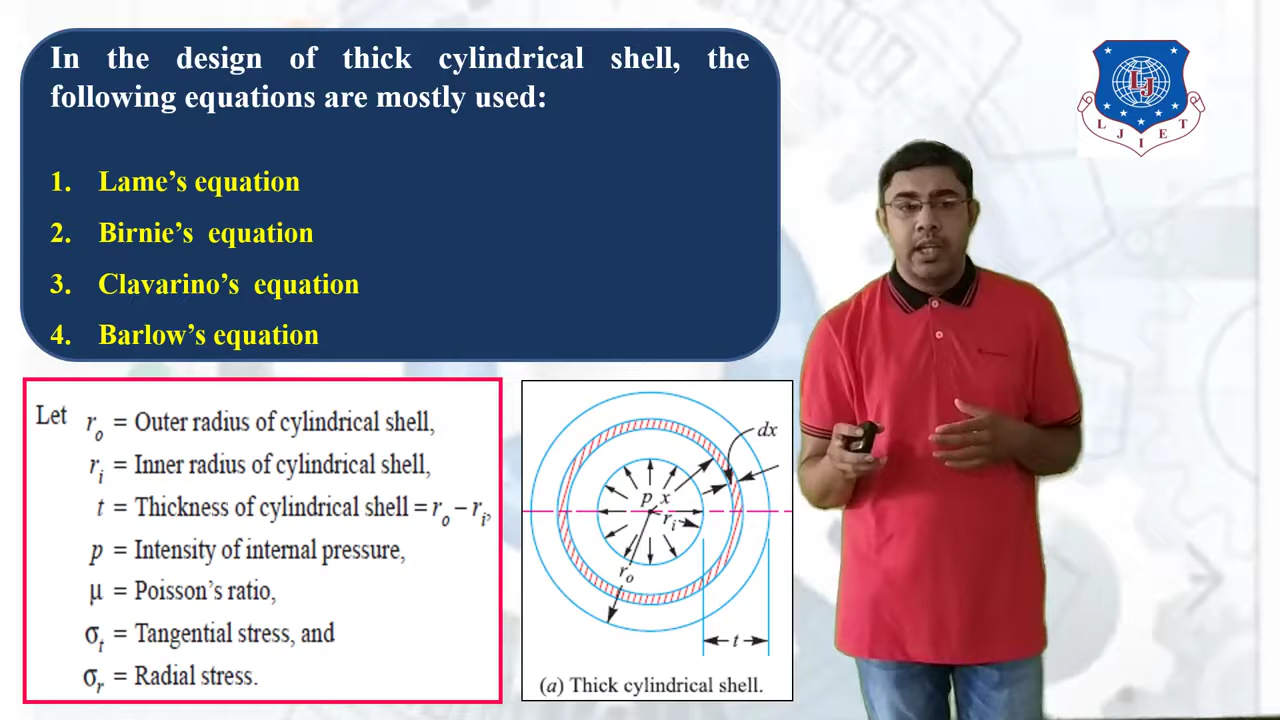 In the design of thick cylindrical shell, the
following equations are mostly used:
1. Lame's equation
2. Birnie's equation
3. Clavarino's equation
4. Barlow's equation
Let r_o = Outer radius of cylindrical shell,
r_i = Inner radius of cylindrical shell,
t = Thickness of cylindrical shell = r_o – r_i,
p = Intensity of internal pressure,
μ = Poisson's ratio,
σ_t = Tangential stress, and
σ_r = Radial stress.
dx
p x
r_i
r_o
t
(a) Thick cylindrical shell.
LJ
L J I E T